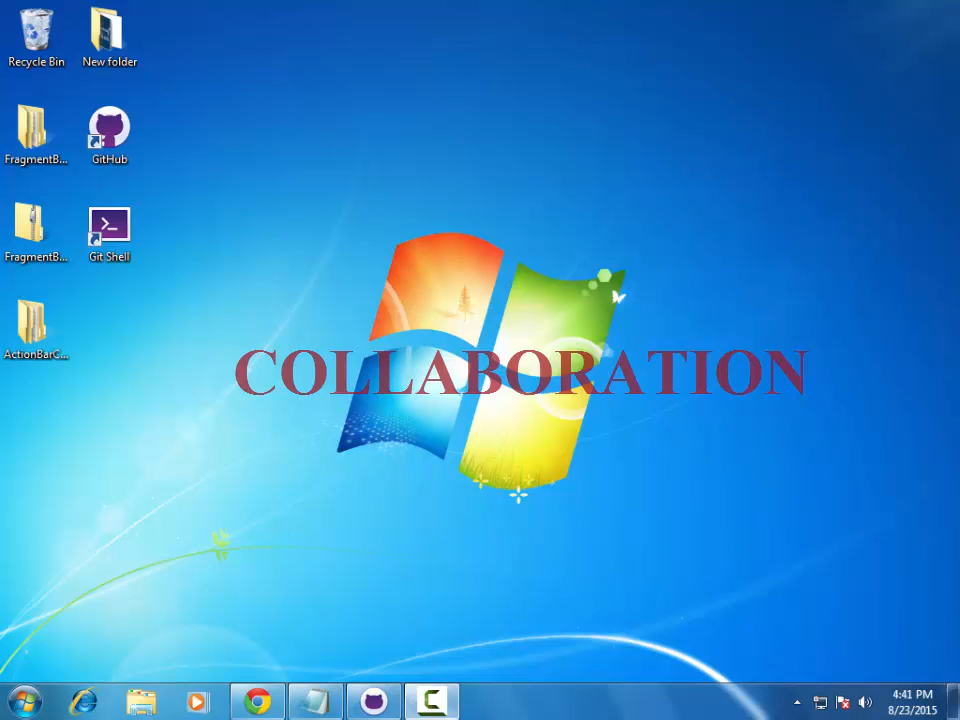 Recycle Bin
New folder
FragmentB...
GitHub
FragmentB...
Git Shell
ActionBarC...
COLLABORATION
4:41 PM
8/23/2015